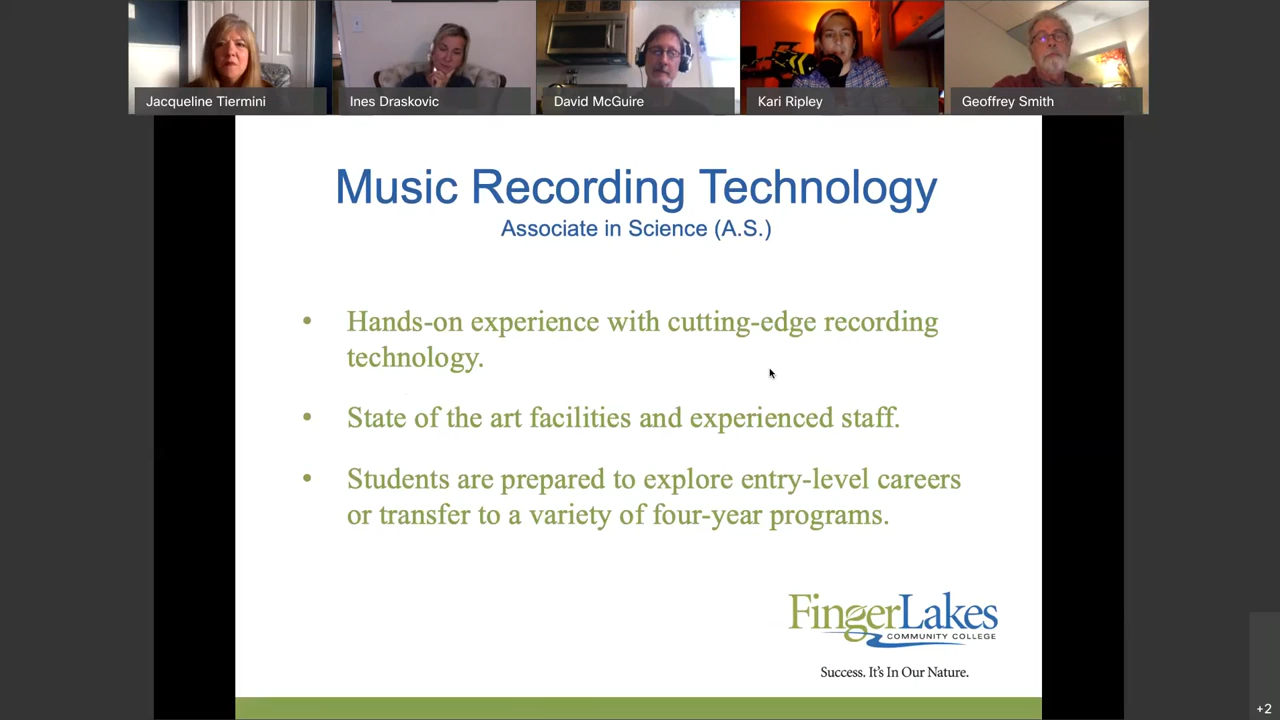 Jacqueline Tiermini
Ines Draskovic
David McGuire
Kari Ripley
Geoffrey Smith
Music Recording Technology
Associate in Science (A.S.)
• Hands-on experience with cutting-edge recording
technology.
• State of the art facilities and experienced staff.
• Students are prepared to explore entry-level careers
or transfer to a variety of four-year programs.
FingerLakes
COMMUNITY COLLEGE
Success. It's In Our Nature.
+2